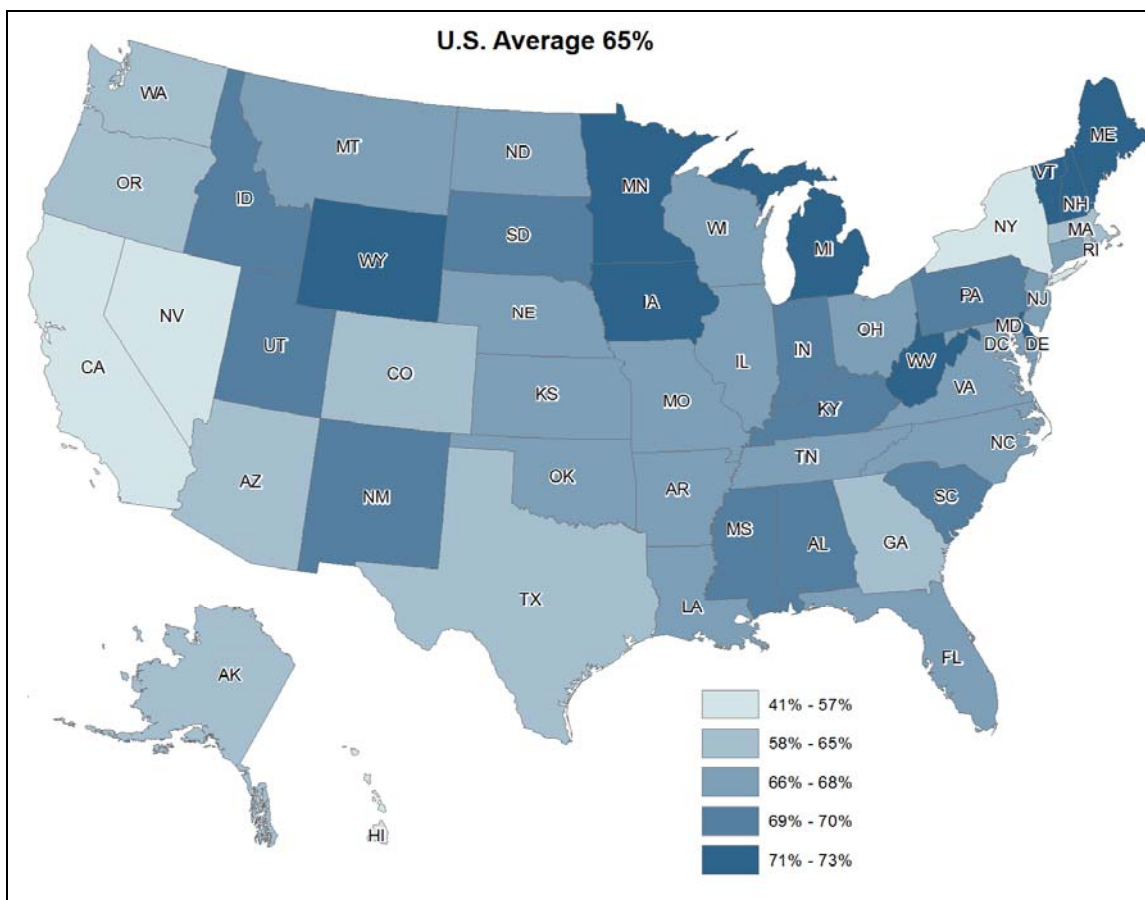 U.S. Average 65%
WA
ME
MT
ND
VT
MN
OR
NH
ID
WI
NY
MA
SD
RI
MI
WY
PA
IA
NJ
NE
OH
MD
NV
IN
DE
DC
UT
IL
WV
CA
CO
VA
KS
MO
KY
NC
TN
OK
AZ
AR
NM
SC
MS
AL
GA
TX
LA
FL
AK
HI
41% - 57%
58% - 65%
66% - 68%
69% - 70%
71% - 73%